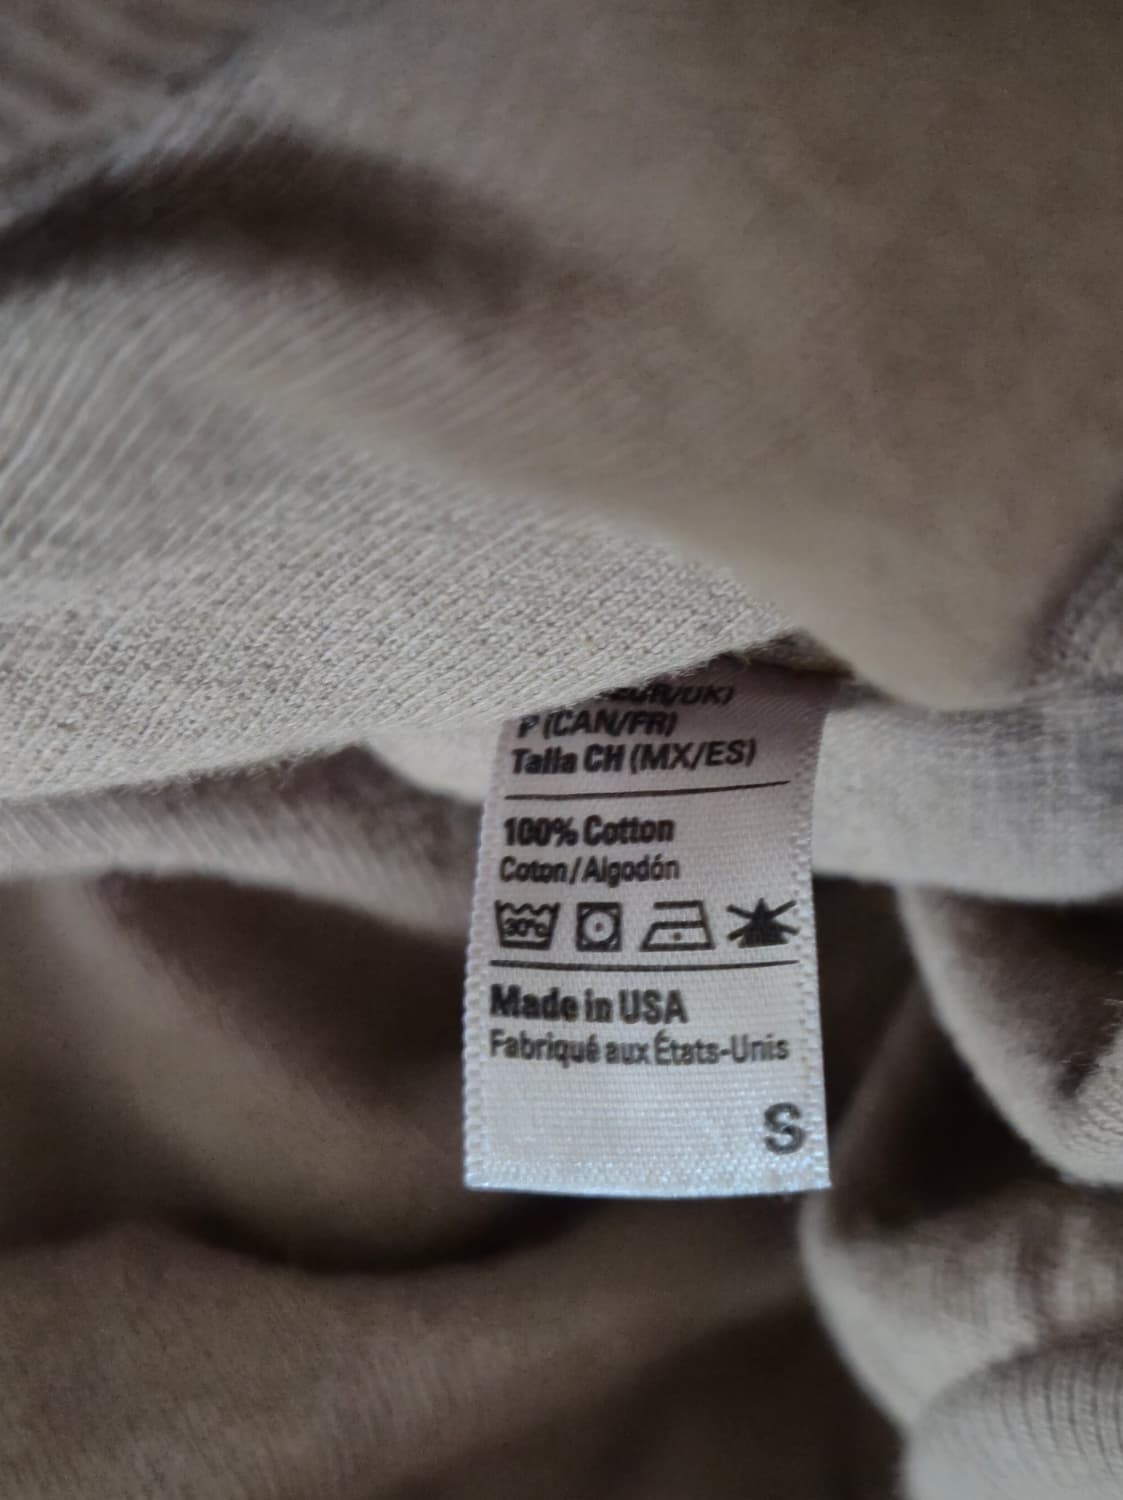 P (CAN/FR)
Talla CH (MX/ES)
100% Cotton
Coton/Algodón
30°c
Made in USA
Fabriqué aux États-Unis
S